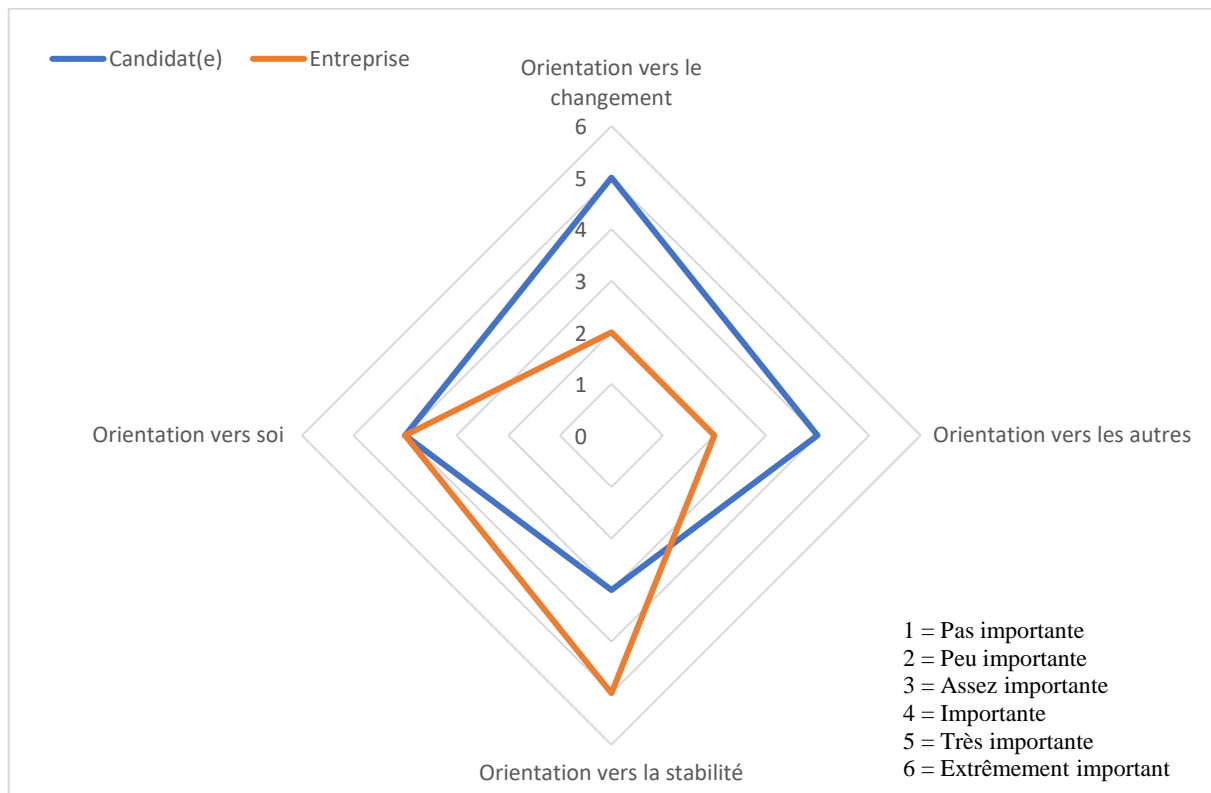 Candidat(e)
Entreprise
Orientation vers le
changement
6
5
4
3
2
1
0
Orientation vers soi
Orientation vers les autres
Orientation vers la stabilité
1 = Pas importante
2 = Peu importante
3 = Assez importante
4 = Importante
5 = Très importante
6 = Extrêmement important